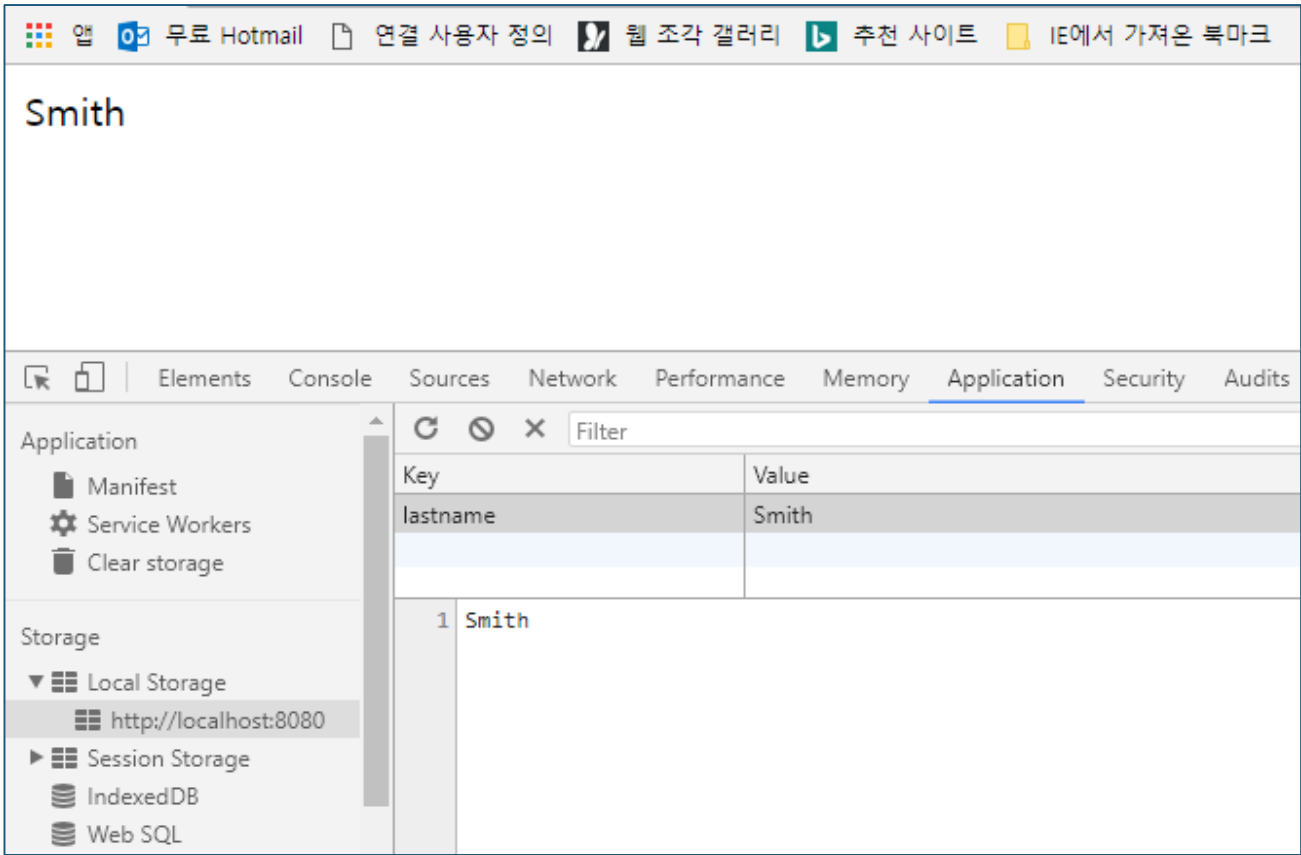 앱 무료 Hotmail 연결 사용자 정의 웹 조각 갤러리 추천 사이트 IE에서 가져온 북마크
Smith
Elements Console Sources Network Performance Memory Application Security Audits
Application
Manifest
Service Workers
Clear storage
Storage
Local Storage
http://localhost:8080
Session Storage
IndexedDB
Web SQL
Filter
Key Value
lastname Smith
1 Smith